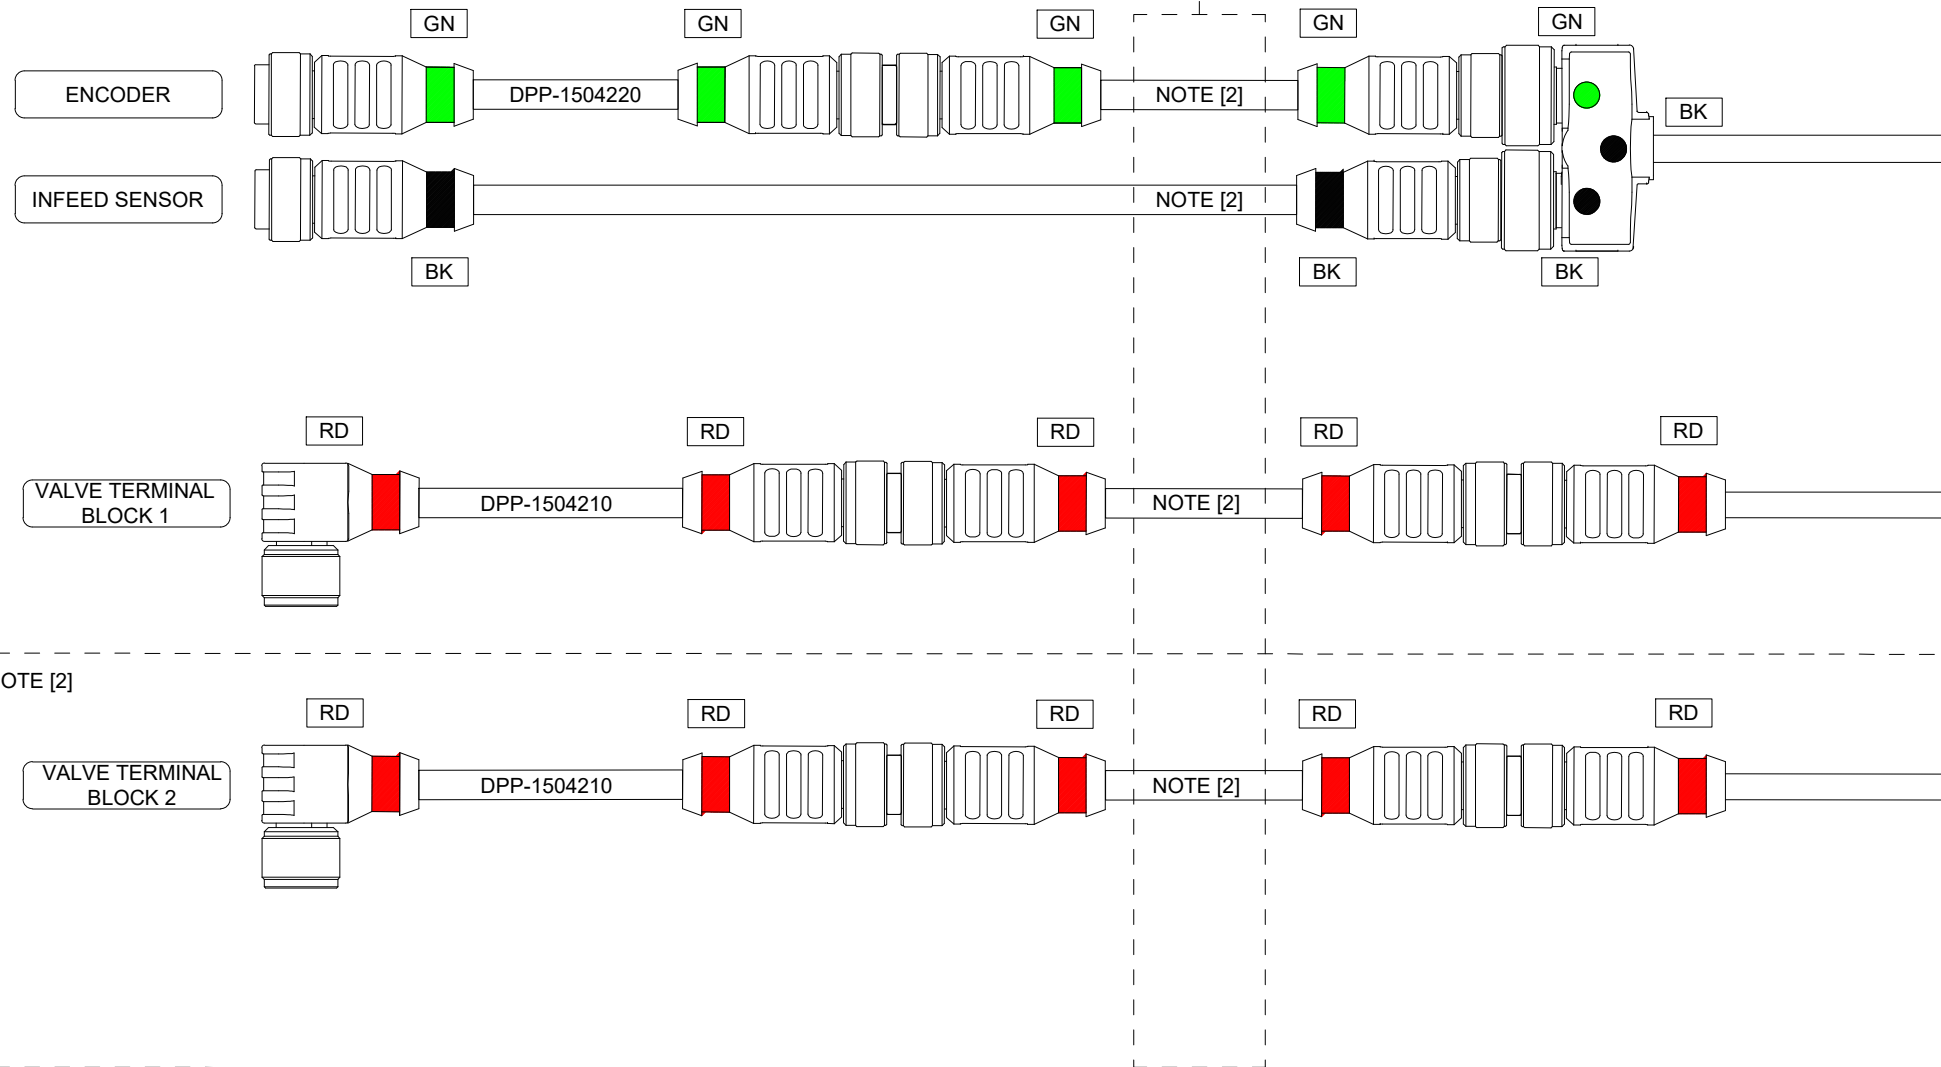 GN GN GN GN GN
ENCODER DPP-1504220 NOTE [2] BK
INFEED SENSOR NOTE [2]
BK BK BK
RD RD RD RD RD
VALVE TERMINAL
BLOCK 1
DPP-1504210 NOTE [2]
OTE [2]
RD RD RD RD RD
VALVE TERMINAL
BLOCK 2
DPP-1504210 NOTE [2]